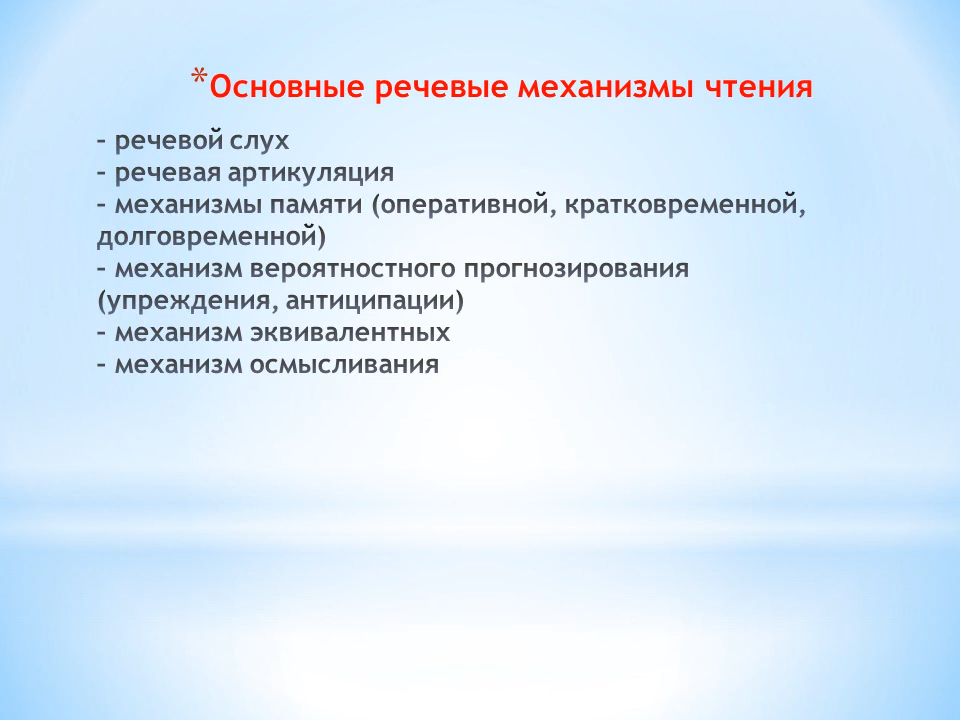 *Основные речевые механизмы чтения
- речевой слух
- речевая артикуляция
- механизмы памяти (оперативной, кратковременной,
долговременной)
- механизм вероятностного прогнозирования
(упреждения, антиципации)
- механизм эквивалентных
- механизм осмысливания